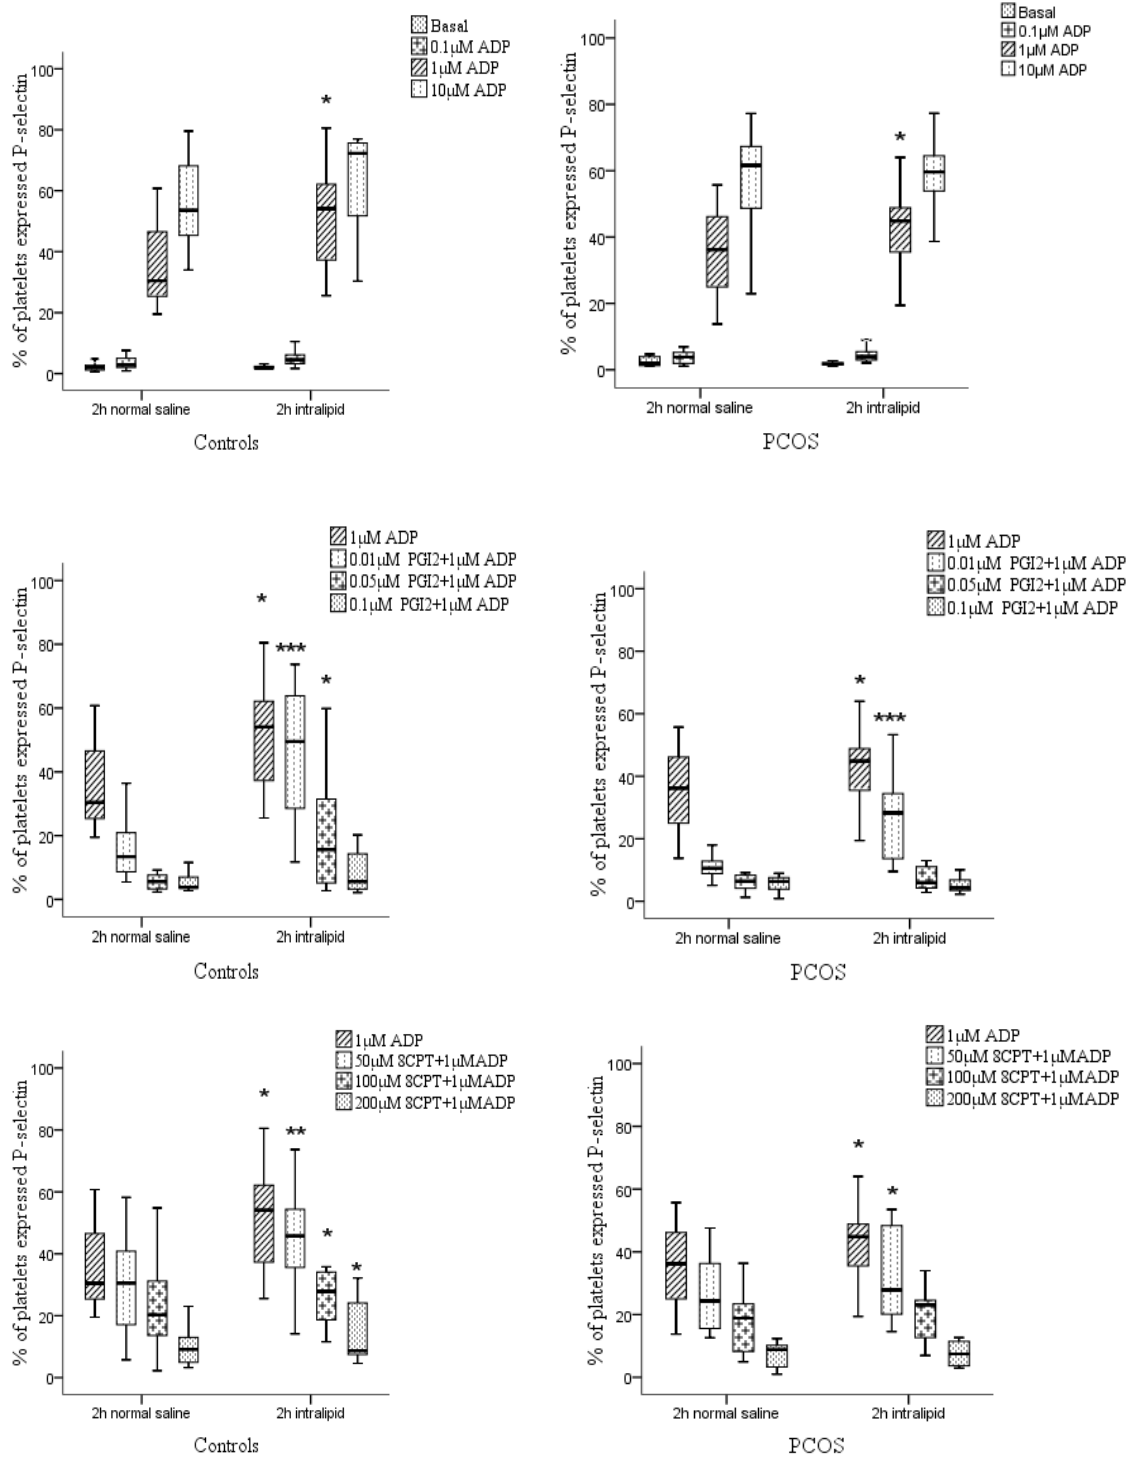 Basal
0.1μM ADP
1μM ADP
10μM ADP
% of platelets expressed P-selectin
100
80
60
40
20
0
*
2h normal saline
2h intralipid
Controls
Basal
0.1μM ADP
1μM ADP
10μM ADP
% of platelets expressed P-selectin
100
80
60
40
20
0
*
2h normal saline
2h intralipid
PCOS
1μM ADP
0.01μM PGI2+1μM ADP
0.05μM PGI2+1μM ADP
0.1μM PGI2+1μM ADP
% of platelets expressed P-selectin
100
80
60
40
20
0
*
***
*
2h normal saline
2h intralipid
Controls
1μM ADP
0.01μM PGI2+1μM ADP
0.05μM PGI2+1μM ADP
0.1μM PGI2+1μM ADP
% of platelets expressed P-selectin
100
80
60
40
20
0
*
***
2h normal saline
2h intralipid
PCOS
1μM ADP
50μM 8CPT+1μMADP
100μM 8CPT+1μMADP
200μM 8CPT+1μMADP
% of platelets expressed P-selectin
100
80
60
40
20
0
*
**
*
*
2h normal saline
2h intralipid
Controls
1μM ADP
50μM 8CPT+1μMADP
100μM 8CPT+1μMADP
200μM 8CPT+1μMADP
% of platelets expressed P-selectin
100
80
60
40
20
0
*
*
2h normal saline
2h intralipid
PCOS